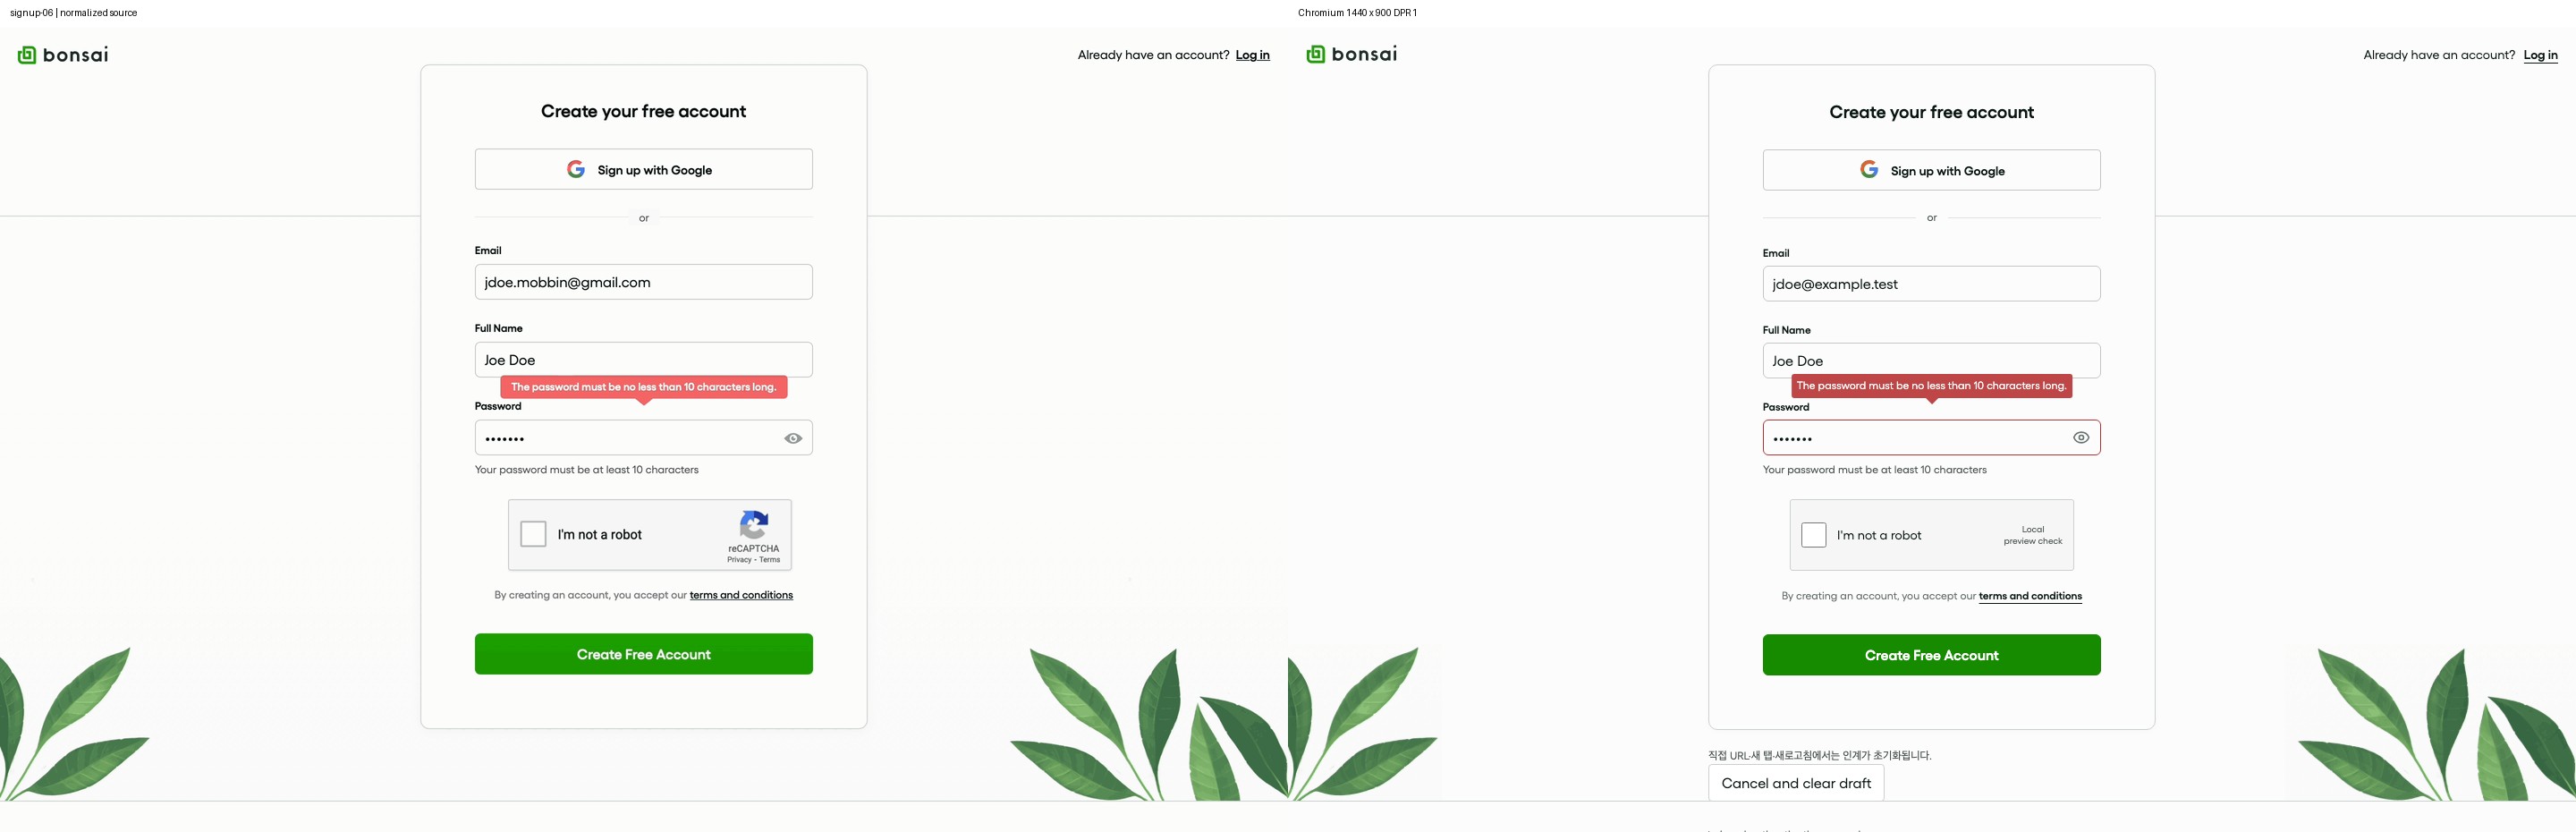 signup-06 | normalized source
bonsai
Already have an account? Log in
Create your free account
Sign up with Google
or
Email
jdoe.mobbin@gmail.com
Full Name
Joe Doe
The password must be no less than 10 characters long.
Password
•••••••
Your password must be at least 10 characters
I'm not a robot
reCAPTCHA
Privacy - Terms
By creating an account, you accept our terms and conditions
Create Free Account
Chromium 1440 x 900 DPR 1
bonsai
Already have an account? Log in
Create your free account
Sign up with Google
or
Email
jdoe@example.test
Full Name
Joe Doe
The password must be no less than 10 characters long.
Password
•••••••
Your password must be at least 10 characters
I'm not a robot
Local
preview check
By creating an account, you accept our terms and conditions
Create Free Account
직접 URL·새 탭·새로고침에서는 인계가 초기화됩니다.
Cancel and clear draft